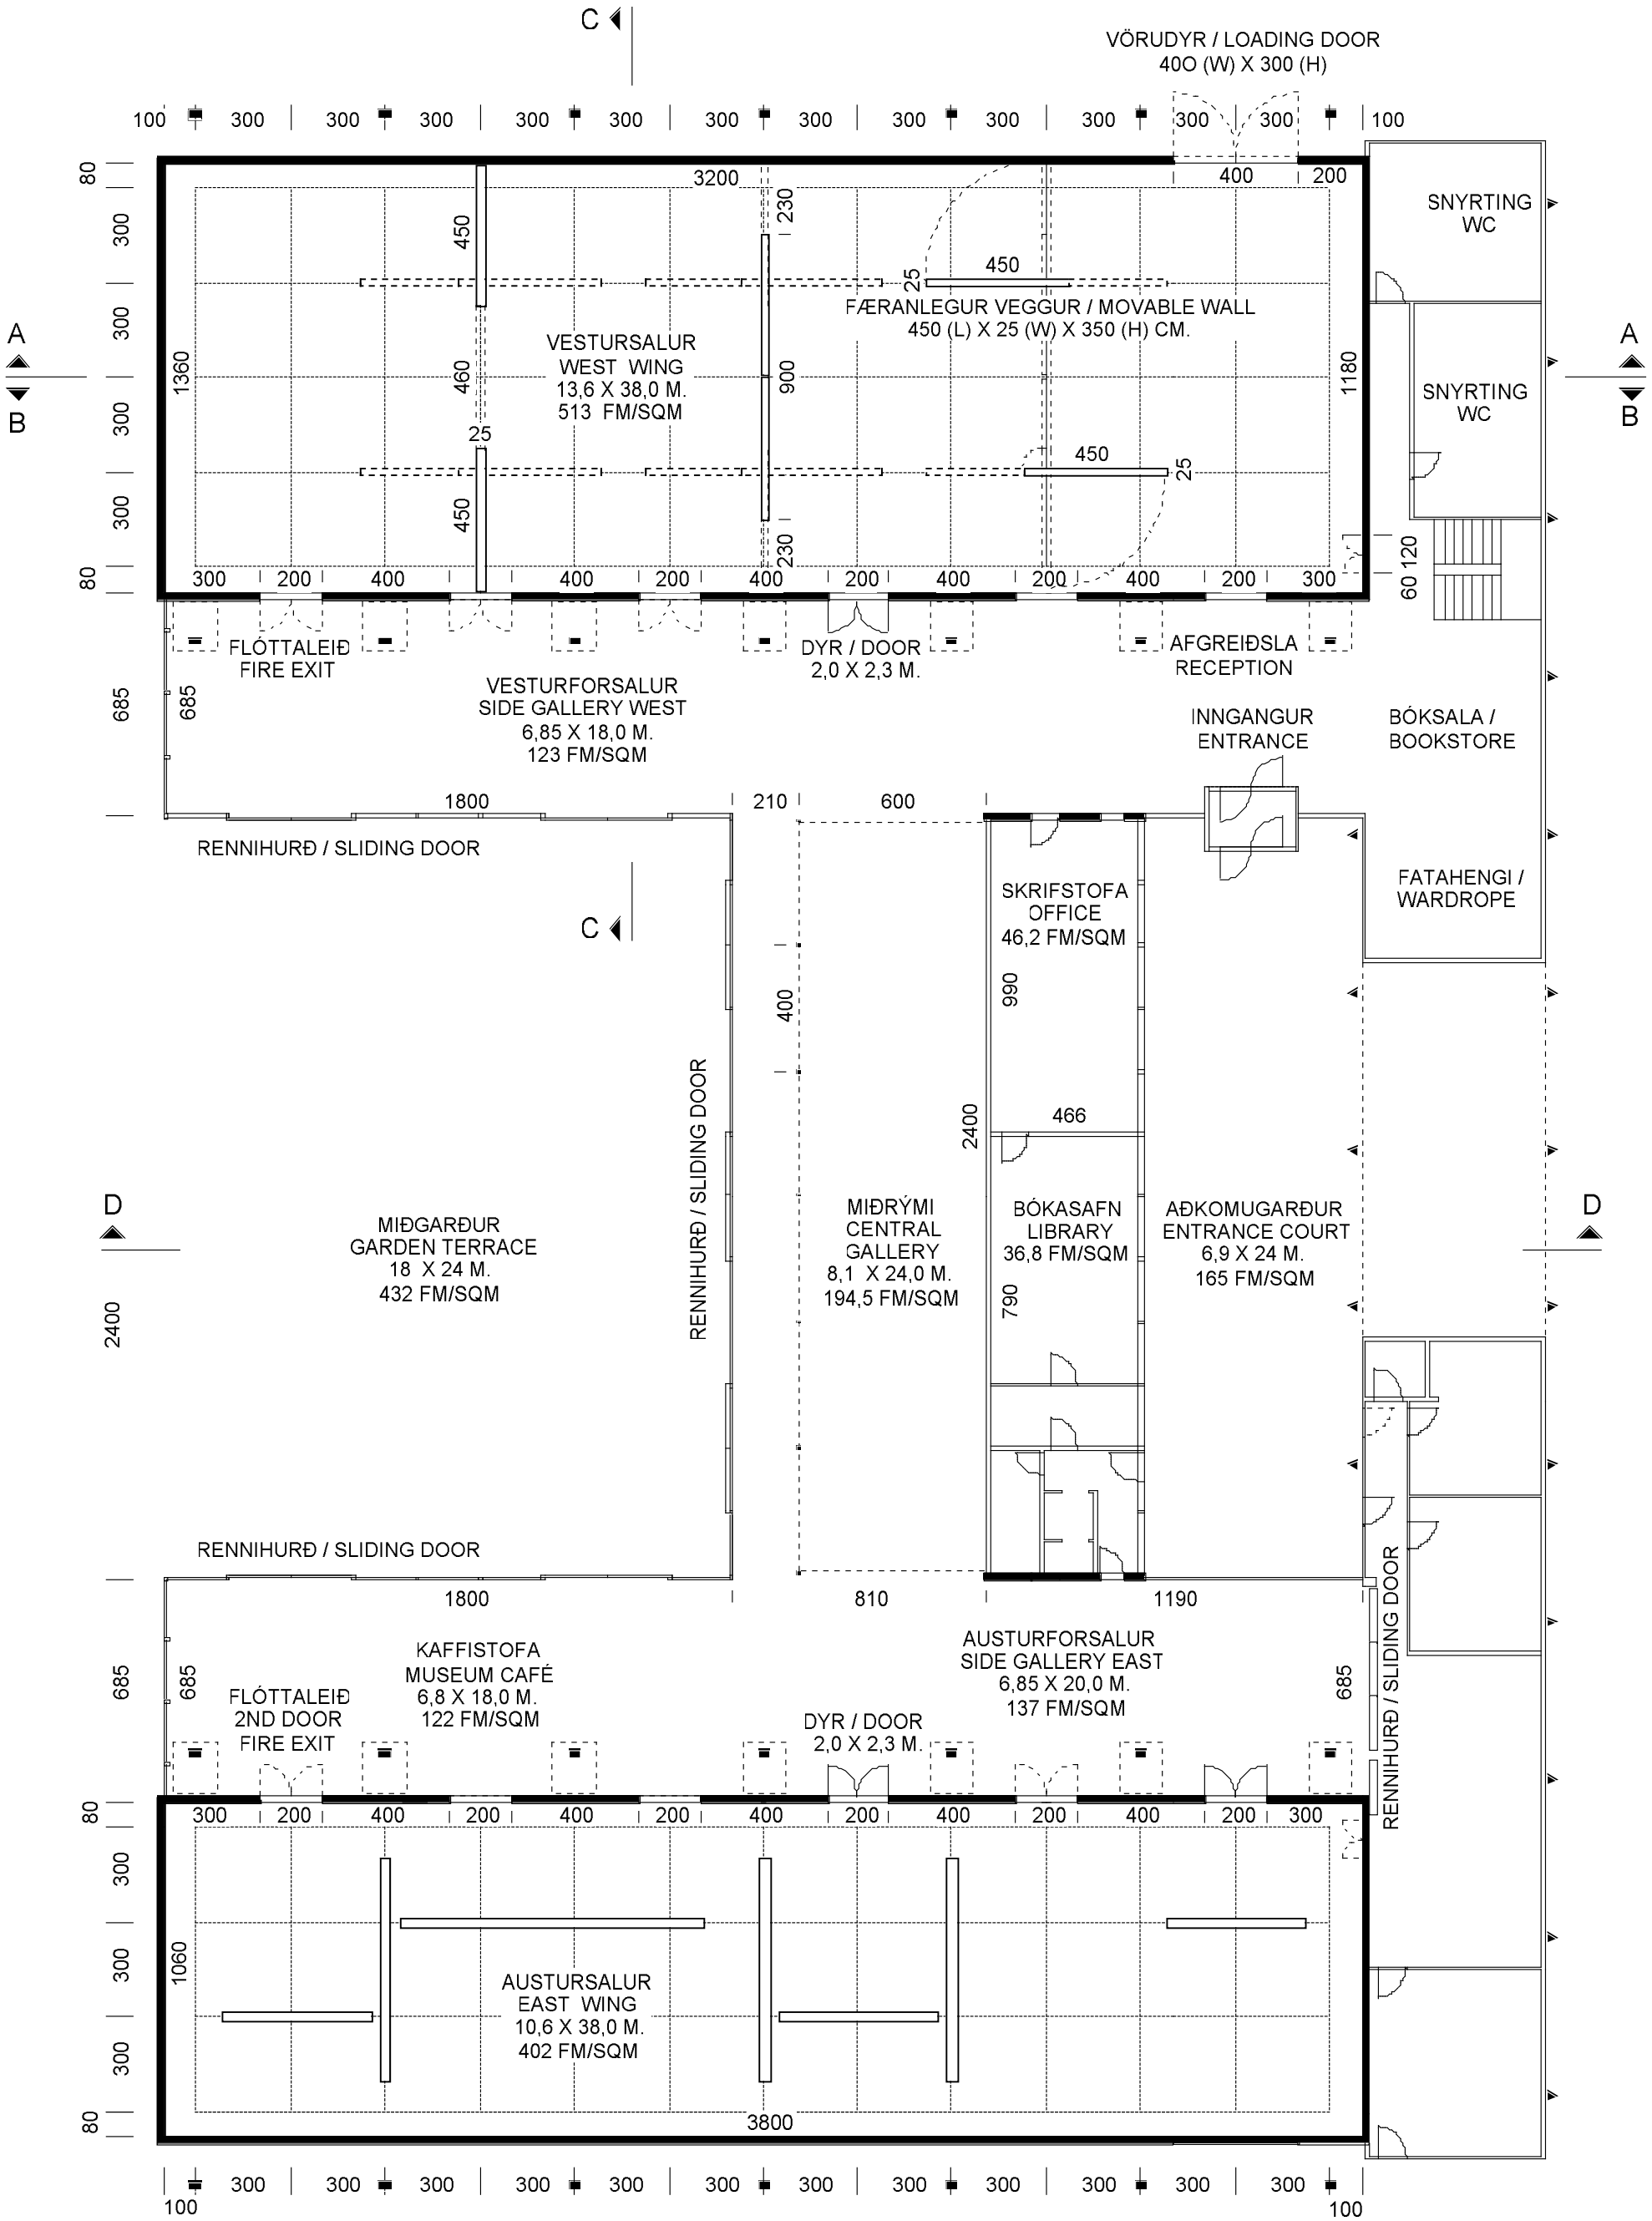 C
VÖRUDYR / LOADING DOOR
40O (W) X 300 (H)
100 300 300 300 300 300 300 300 300 300 300 300 300 100
80
3200
230
400 200
SNYRTING
WC
300
450
450
25
FÆRANLEGUR VEGGUR / MOVABLE WALL
450 (L) X 25 (W) X 350 (H) CM.
300
A
B
A
B
1360
VESTURSALUR
WEST WING
13,6 X 38,0 M.
513 FM/SQM
460
900
1180
SNYRTING
WC
300
25
450
25
300
450
230
120
60
80
300 200 400 400 400 200 400 200 400 200 300
FLÓTTALEIÐ
FIRE EXIT
DYR / DOOR
2,0 X 2,3 M.
AFGREIÐSLA
RECEPTION
685
685
VESTURFORSALUR
SIDE GALLERY WEST
6,85 X 18,0 M.
123 FM/SQM
INNGANGUR
ENTRANCE
BÓKSALA /
BOOKSTORE
1800 210 600
RENNIHURÐ / SLIDING DOOR
C
SKRIFSTOFA
OFFICE
46,2 FM/SQM
FATAHENGI /
WARDROPE
990
400
466
2400
RENNIHURÐ / SLIDING DOOR
D
D
MIÐGARÐUR
GARDEN TERRACE
18 X 24 M.
432 FM/SQM
MIÐRÝMI
CENTRAL
GALLERY
8,1 X 24,0 M.
194,5 FM/SQM
BÓKASAFN
LIBRARY
36,8 FM/SQM
790
AÐKOMUGARÐUR
ENTRANCE COURT
6,9 X 24 M.
165 FM/SQM
2400
RENNIHURÐ / SLIDING DOOR
1800 810 1190
RENNIHURÐ / SLIDING DOOR
685
685
KAFFISTOFA
MUSEUM CAFÉ
6,8 X 18,0 M.
122 FM/SQM
AUSTURFORSALUR
SIDE GALLERY EAST
6,85 X 20,0 M.
137 FM/SQM
685
FLÓTTALEIÐ
2ND DOOR
FIRE EXIT
DYR / DOOR
2,0 X 2,3 M.
80
300 200 400 200 400 200 400 200 400 200 400 200 300
300
300
1060
AUSTURSALUR
EAST WING
10,6 X 38,0 M.
402 FM/SQM
300
80
3800
300 300 300 300 300 300 300 300 300 300 300 300
100 100